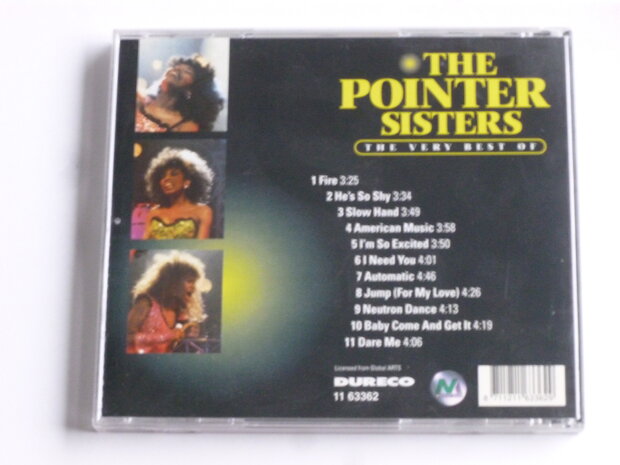 THE
POINTER
SISTERS
THE VERY BEST OF
1 Fire 3:25
2 He's So Shy 3:34
3 Slow Hand 3:49
4 American Music 3:58
5 I'm So Excited 3:50
6 I Need You 4:01
7 Automatic 4:46
8 Jump (For My Love) 4:26
9 Neutron Dance 4:13
10 Baby Come And Get It 4:19
11 Dare Me 4:06
Licensed from Global ARTS
DURECO
11 63362
8 711211 633620